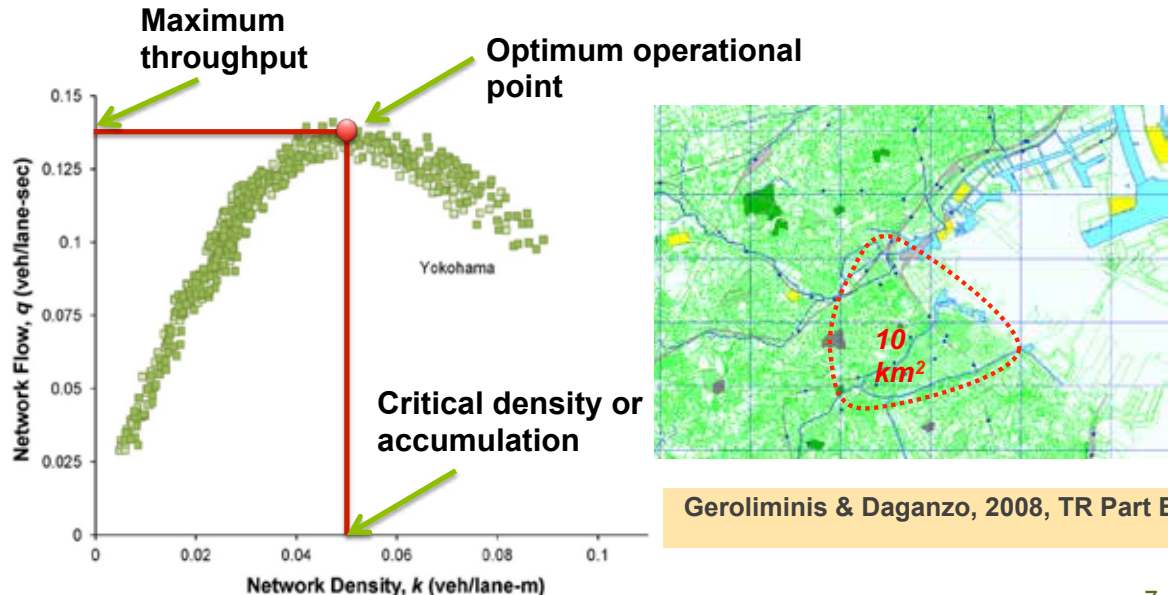 Maximum
throughput
Optimum operational
point
0.15
0.125
0.1
0.075
0.05
0.025
0
Network Flow, q (veh/lane-sec)
Yokohama
Critical density or
accumulation
0
0.02
0.04
0.06
0.08
0.1
Network Density, k (veh/lane-m)
10
km²
Geroliminis & Daganzo, 2008, TR Part B